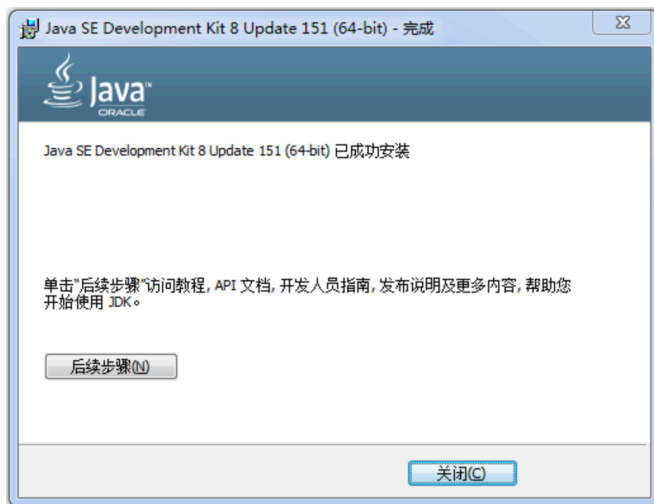 Java SE Development Kit 8 Update 151 (64-bit) - 完成
Java™
ORACLE
Java SE Development Kit 8 Update 151 (64-bit) 已成功安装
单击"后续步骤"访问教程, API 文档, 开发人员指南, 发布说明及更多内容, 帮助您
开始使用 JDK。
后续步骤(N)
关闭(C)